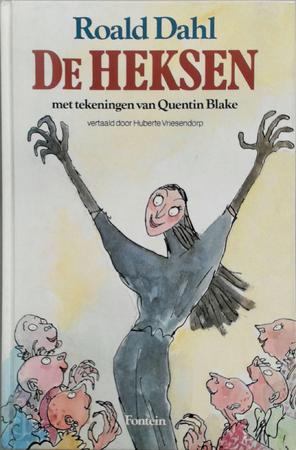 Roald Dahl
DE HEKSEN
met tekeningen van Quentin Blake
vertaald door Huberte Vriesendorp
Fontein